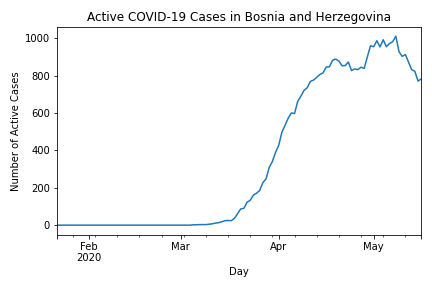 Active COVID-19 Cases in Bosnia and Herzegovina
Number of Active Cases
1000
800
600
400
200
0
Feb
2020
Mar
Apr
May
Day